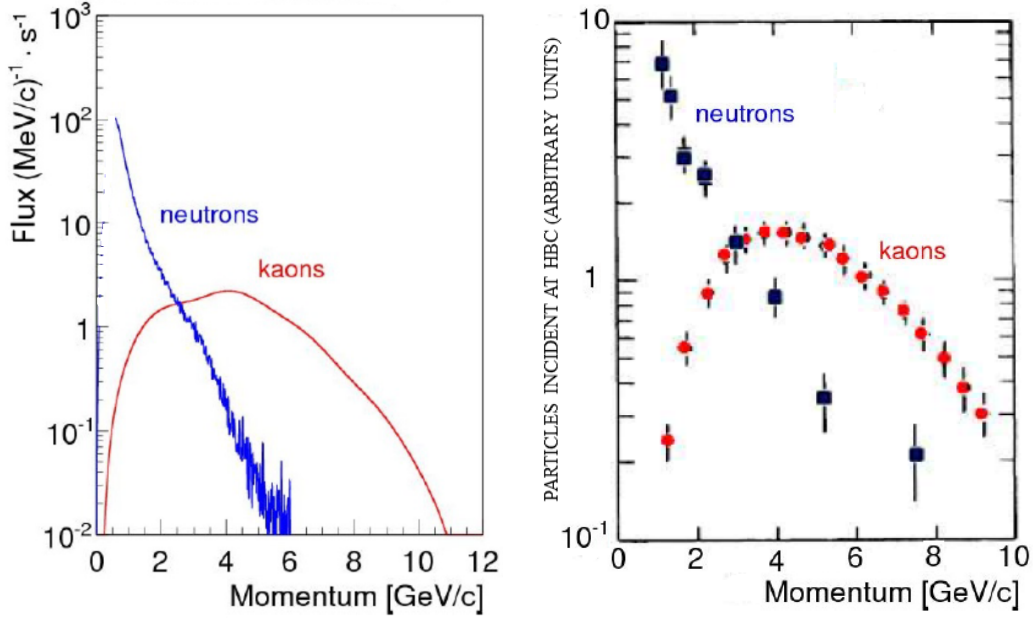 Flux (MeV/c)⁻¹ · s⁻¹
10³
10²
10
1
10⁻¹
10⁻²
neutrons
kaons
0 2 4 6 8 10 12
Momentum [GeV/c]
PARTICLES INCIDENT AT HBC (ARBITRARY UNITS)
10
1
10⁻¹
neutrons
kaons
0 2 4 6 8 10
Momentum [GeV/c]